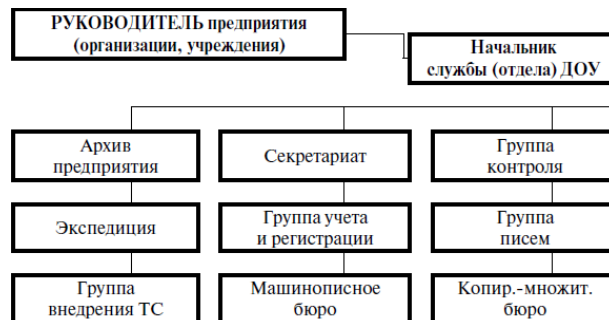 РУКОВОДИТЕЛЬ предприятия
(организации, учреждения)
Начальник
службы (отдела) ДОУ
Архив
предприятия
Секретариат
Группа
контроля
Экспедиция
Группа учета
и регистрации
Группа
писем
Группа
внедрения ТС
Машинописное
бюро
Копир.-множит.
бюро